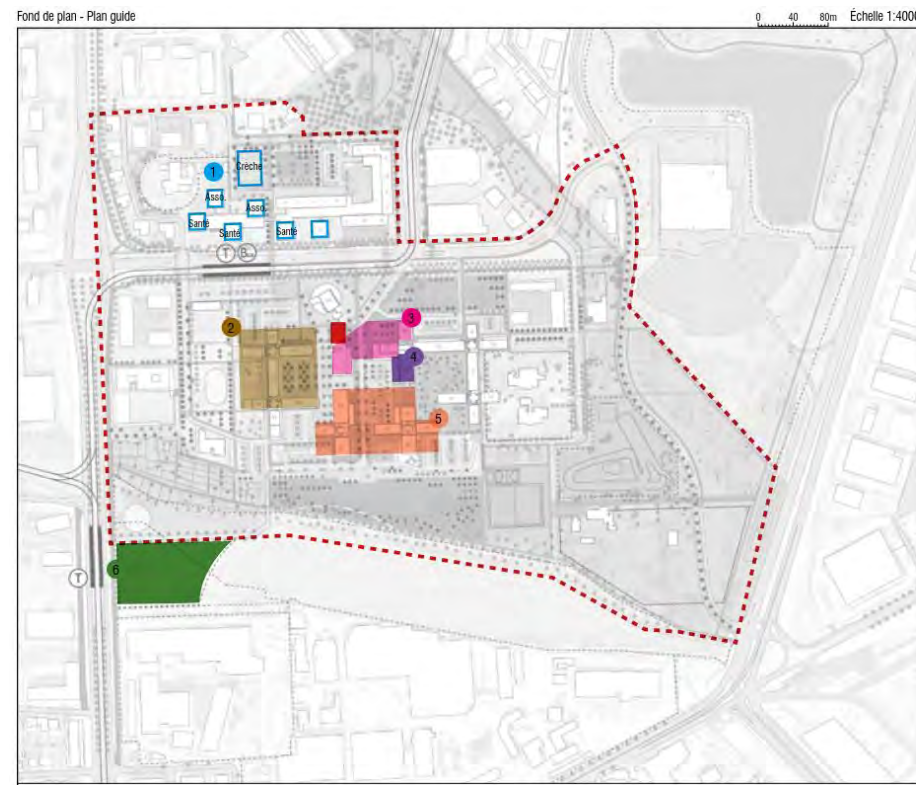 Fond de plan - Plan guide
0 40 80m Échelle 1:4000
1
Crèche
Asso.
Asso.
Santé
Santé
Santé
T B
2
3
4
5
6
T